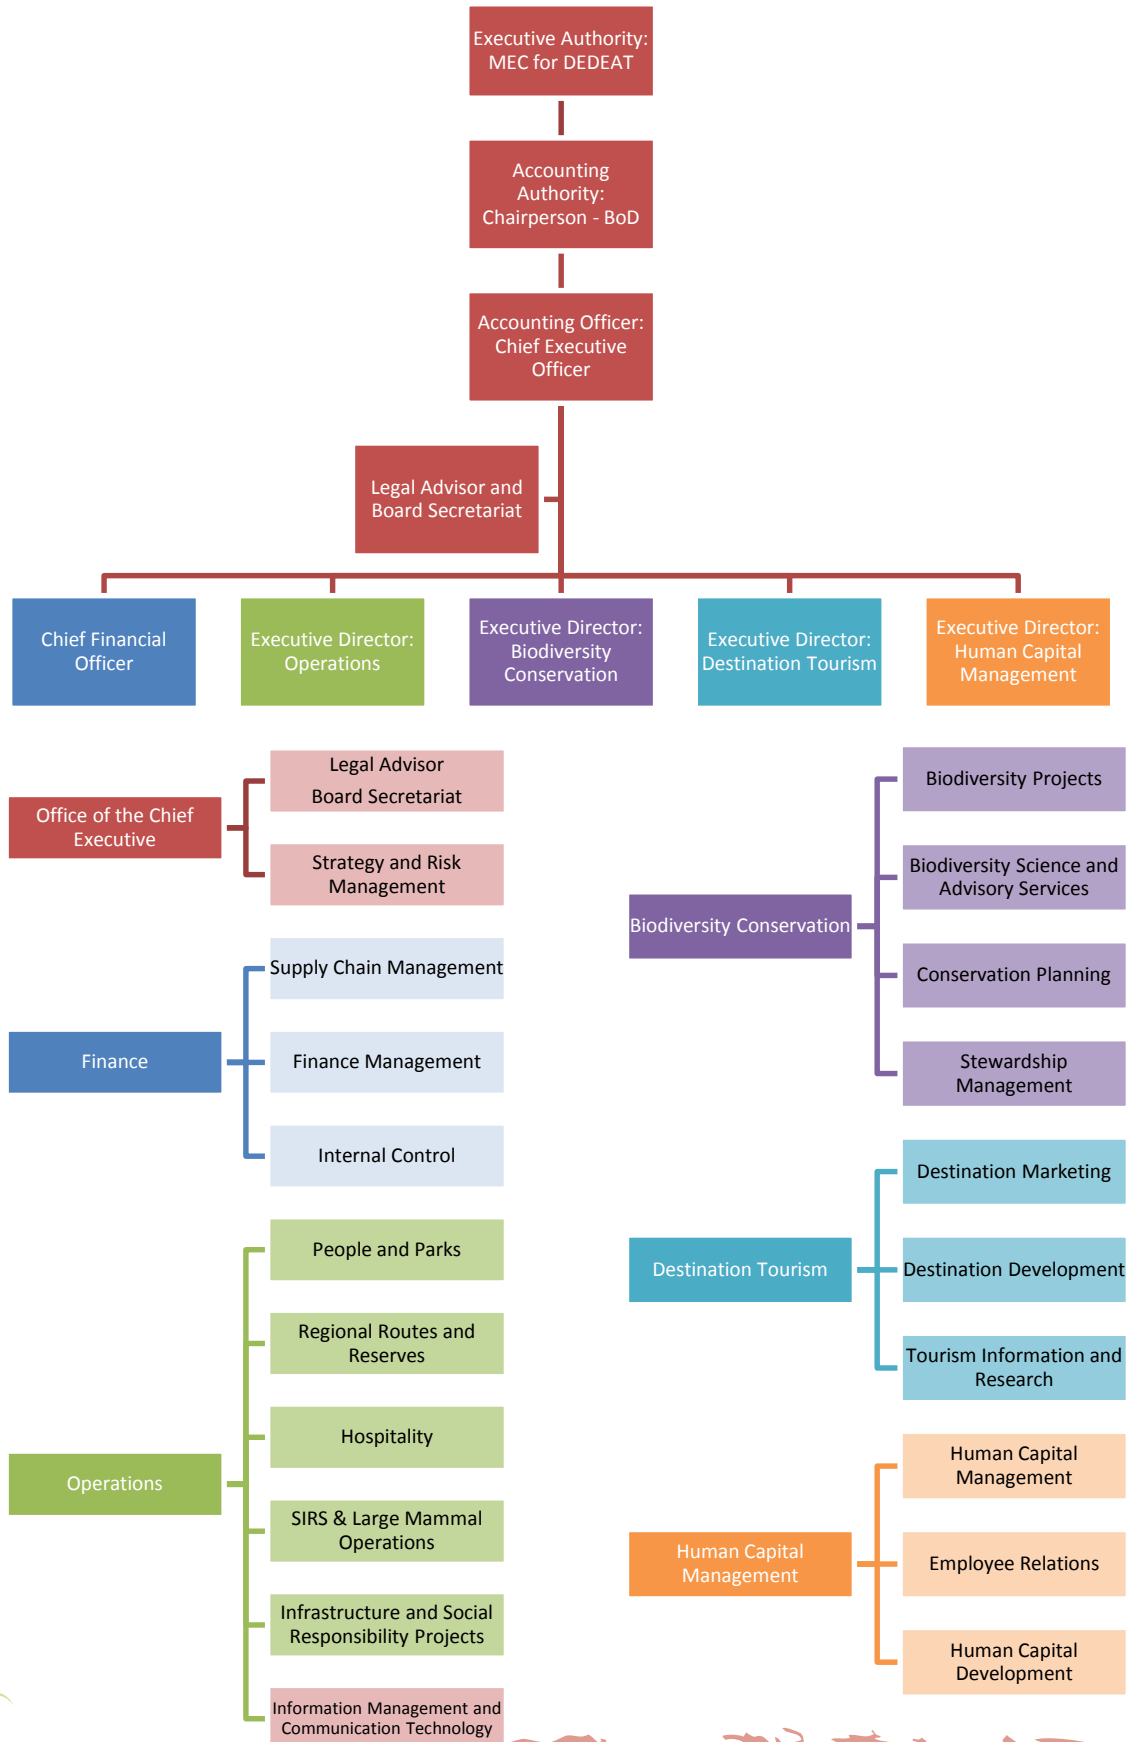 Executive Authority:
MEC for DEDEAT
Accounting
Authority:
Chairperson - BoD
Accounting Officer:
Chief Executive
Officer
Legal Advisor and
Board Secretariat
Chief Financial
Officer
Executive Director:
Operations
Executive Director:
Biodiversity
Conservation
Executive Director:
Destination Tourism
Executive Director:
Human Capital
Management
Office of the Chief
Executive
Legal Advisor
Board Secretariat
Strategy and Risk
Management
Finance
Supply Chain Management
Finance Management
Internal Control
Operations
People and Parks
Regional Routes and
Reserves
Hospitality
SIRS & Large Mammal
Operations
Infrastructure and Social
Responsibility Projects
Information Management and
Communication Technology
Biodiversity Conservation
Biodiversity Projects
Biodiversity Science and
Advisory Services
Conservation Planning
Stewardship
Management
Destination Tourism
Destination Marketing
Destination Development
Tourism Information and
Research
Human Capital
Management
Human Capital
Management
Employee Relations
Human Capital
Development